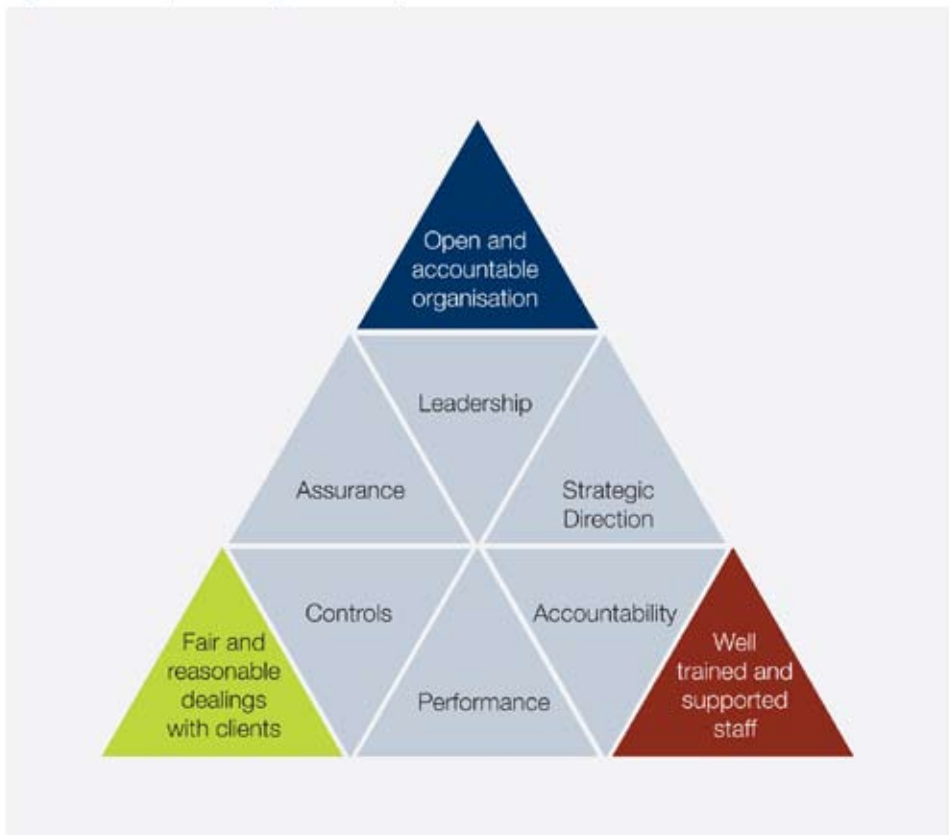 Open and
accountable
organisation
Leadership
Assurance
Strategic
Direction
Controls
Accountability
Fair and
reasonable
dealings
with clients
Performance
Well
trained and
supported
staff